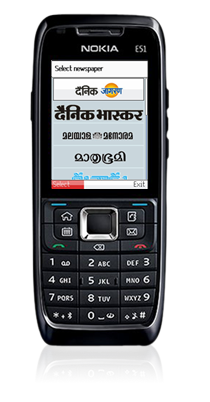 NOKIA E51
Select newspaper
दैनिक जागरण
दैनिक भास्कर
മലയാള മനോരമ
മാതൃഭൂമി
Select Exit
1 2 ABC DEF 3
4 GHI 5 JKL MNO 6
7 PQRS 8 TUV WXYZ 9
* + 0 #